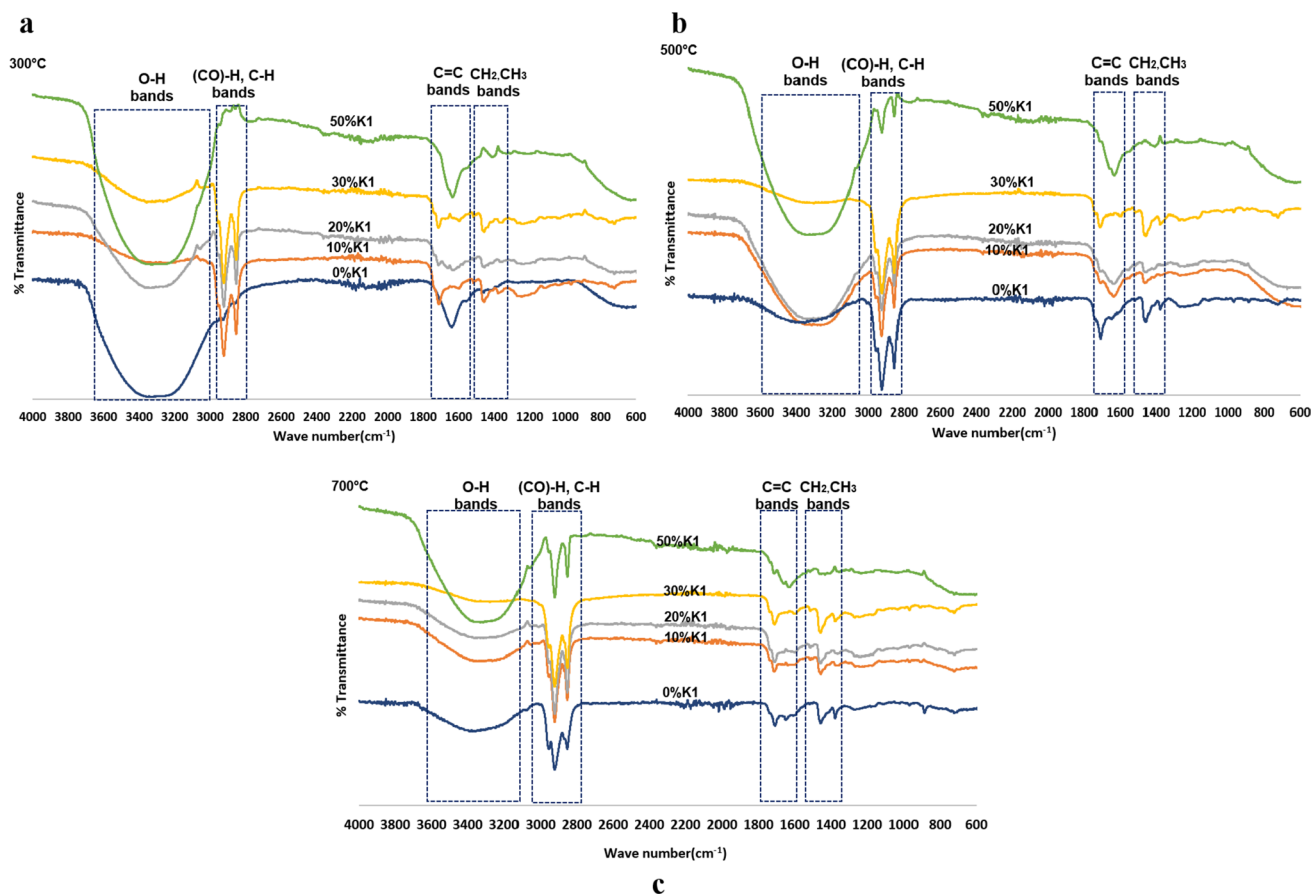 a
300°C
O-H
bands
(CO)-H, C-H
bands
C=C
bands
CH2,CH3
bands
50%K1
30%K1
20%K1
10%K1
0%K1
% Transmittance
4000 3800 3600 3400 3200 3000 2800 2600 2400 2200 2000 1800 1600 1400 1200 1000 800 600
Wave number(cm-1)
b
500°C
O-H
bands
(CO)-H, C-H
bands
C=C
bands
CH2,CH3
bands
50%K1
30%K1
20%K1
10%K1
0%K1
% Transmittance
4000 3800 3600 3400 3200 3000 2800 2600 2400 2200 2000 1800 1600 1400 1200 1000 800 600
Wave number(cm-1)
700°C
O-H
bands
(CO)-H, C-H
bands
C=C
bands
CH2,CH3
bands
50%K1
30%K1
20%K1
10%K1
0%K1
% Transmittance
4000 3800 3600 3400 3200 3000 2800 2600 2400 2200 2000 1800 1600 1400 1200 1000 800 600
Wave number(cm-1)
c